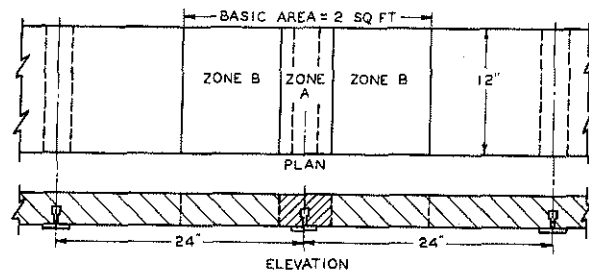 BASIC AREA = 2 SQ FT
ZONE B
ZONE A
ZONE B
12"
PLAN
24"
24"
ELEVATION